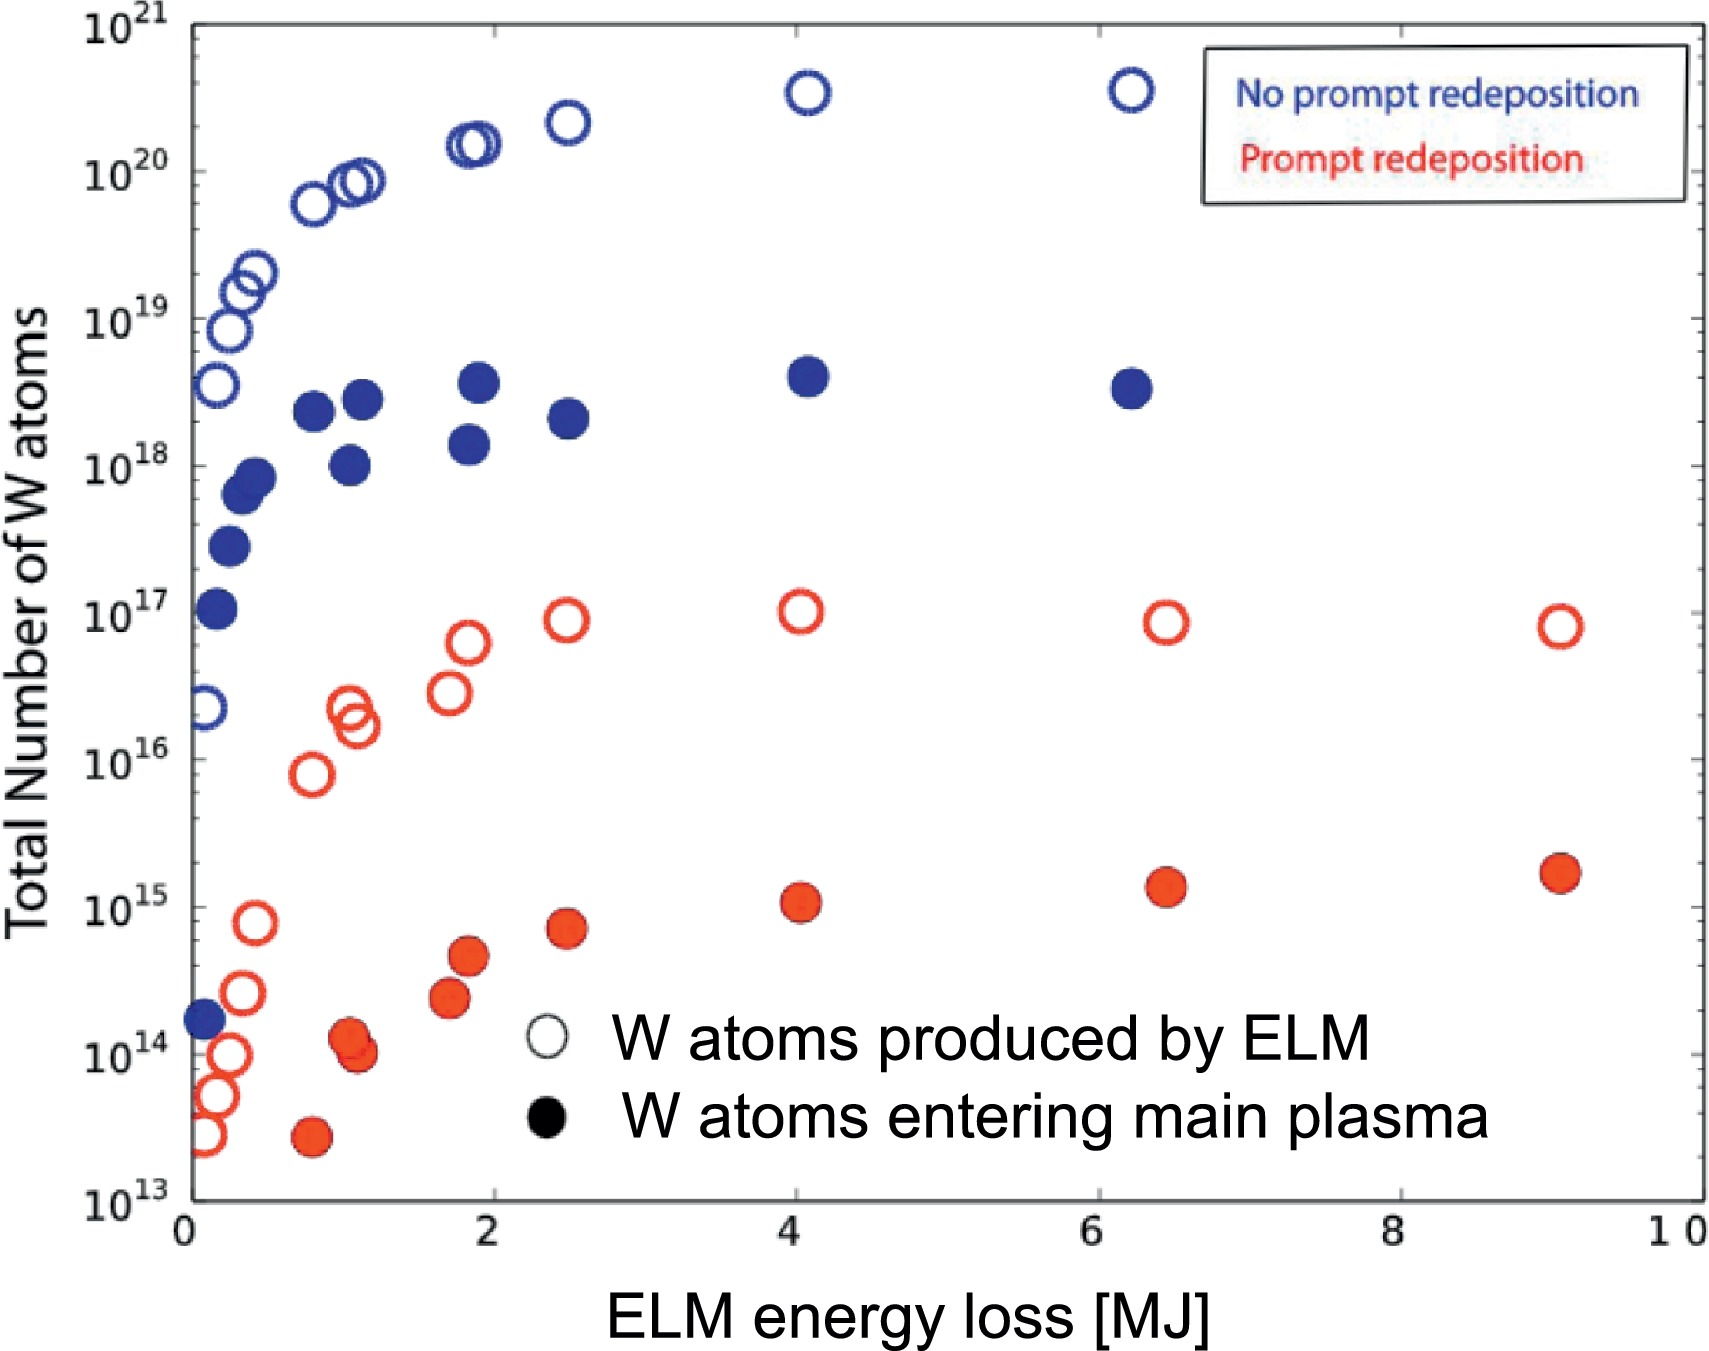 10^21
10^20
10^19
10^18
10^17
10^16
10^15
10^14
10^13
Total Number of W atoms
No prompt redeposition
Prompt redeposition
W atoms produced by ELM
W atoms entering main plasma
0 2 4 6 8 10
ELM energy loss [MJ]